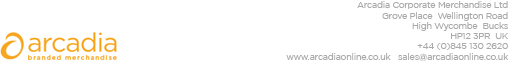 arcadia
branded merchandise
Arcadia Corporate Merchandise Ltd
Grove Place Wellington Road
High Wycombe Bucks
HP12 3PR UK
+44 (0)845 130 2620
www.arcadiaonline.co.uk sales@arcadiaonline.co.uk